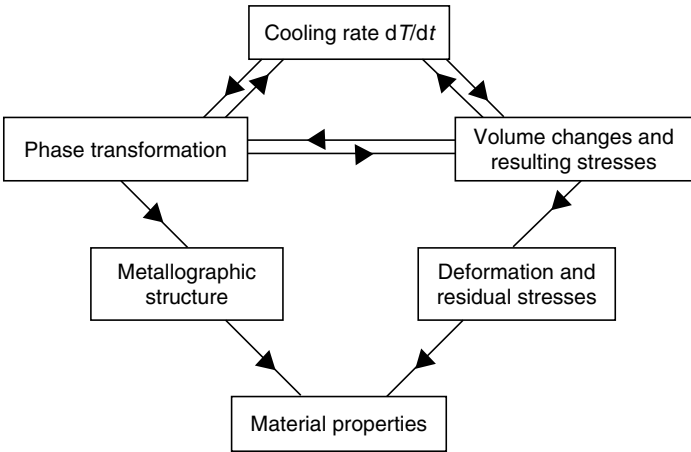 Cooling rate dT/dt
Phase transformation
Volume changes and
resulting stresses
Metallographic
structure
Deformation and
residual stresses
Material properties